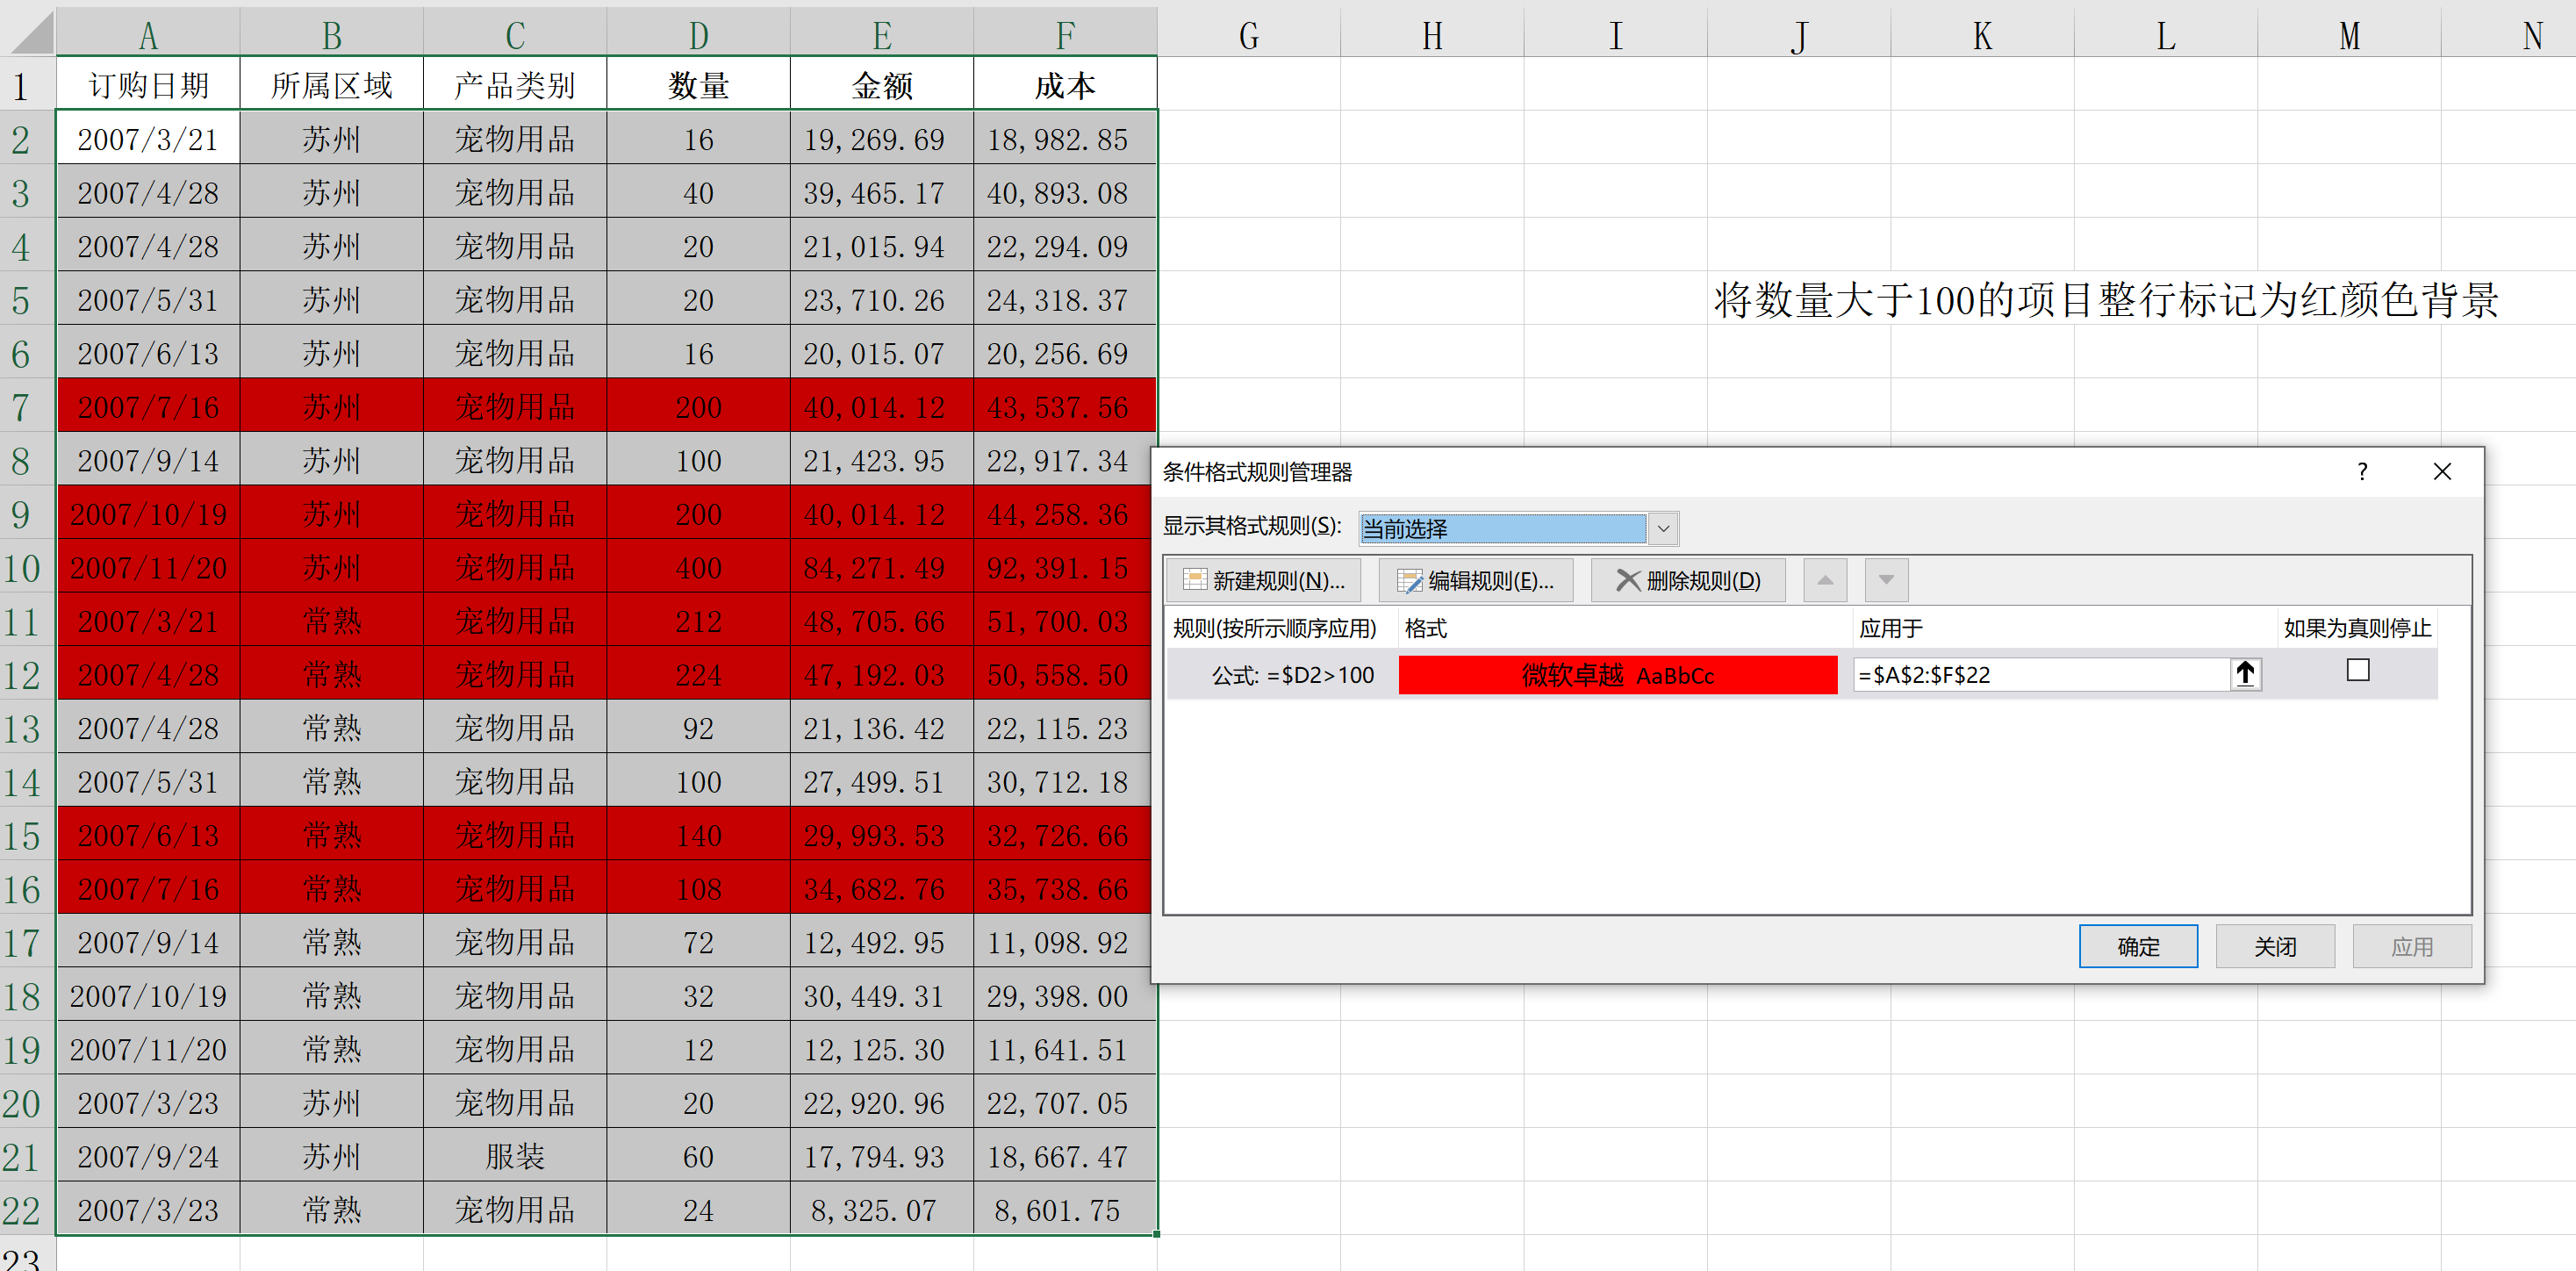 A B C D E F G H I J K L M N
1 订购日期 所属区域 产品类别 数量 金额 成本
2 2007/3/21 苏州 宠物用品 16 19,269.69 18,982.85
3 2007/4/28 苏州 宠物用品 40 39,465.17 40,893.08
4 2007/4/28 苏州 宠物用品 20 21,015.94 22,294.09
5 2007/5/31 苏州 宠物用品 20 23,710.26 24,318.37 将数量大于100的项目整行标记为红颜色背景
6 2007/6/13 苏州 宠物用品 16 20,015.07 20,256.69
7 2007/7/16 苏州 宠物用品 200 40,014.12 43,537.56
8 2007/9/14 苏州 宠物用品 100 21,423.95 22,917.34
9 2007/10/19 苏州 宠物用品 200 40,014.12 44,258.36
10 2007/11/20 苏州 宠物用品 400 84,271.49 92,391.15
11 2007/3/21 常熟 宠物用品 212 48,705.66 51,700.03
12 2007/4/28 常熟 宠物用品 224 47,192.03 50,558.50
13 2007/4/28 常熟 宠物用品 92 21,136.42 22,115.23
14 2007/5/31 常熟 宠物用品 100 27,499.51 30,712.18
15 2007/6/13 常熟 宠物用品 140 29,993.53 32,726.66
16 2007/7/16 常熟 宠物用品 108 34,682.76 35,738.66
17 2007/9/14 常熟 宠物用品 72 12,492.95 11,098.92
18 2007/10/19 常熟 宠物用品 32 30,449.31 29,398.00
19 2007/11/20 常熟 宠物用品 12 12,125.30 11,641.51
20 2007/3/23 苏州 宠物用品 20 22,920.96 22,707.05
21 2007/9/24 苏州 服装 60 17,794.93 18,667.47
22 2007/3/23 常熟 宠物用品 24 8,325.07 8,601.75
23
条件格式规则管理器 ?
显示其格式规则(S): 当前选择
新建规则(N)... 编辑规则(E)... 删除规则(D)
规则(按所示顺序应用) 格式 应用于 如果为真则停止
公式: =$D2>100 微软卓越 AaBbCc =$A$2:$F$22
确定 关闭 应用